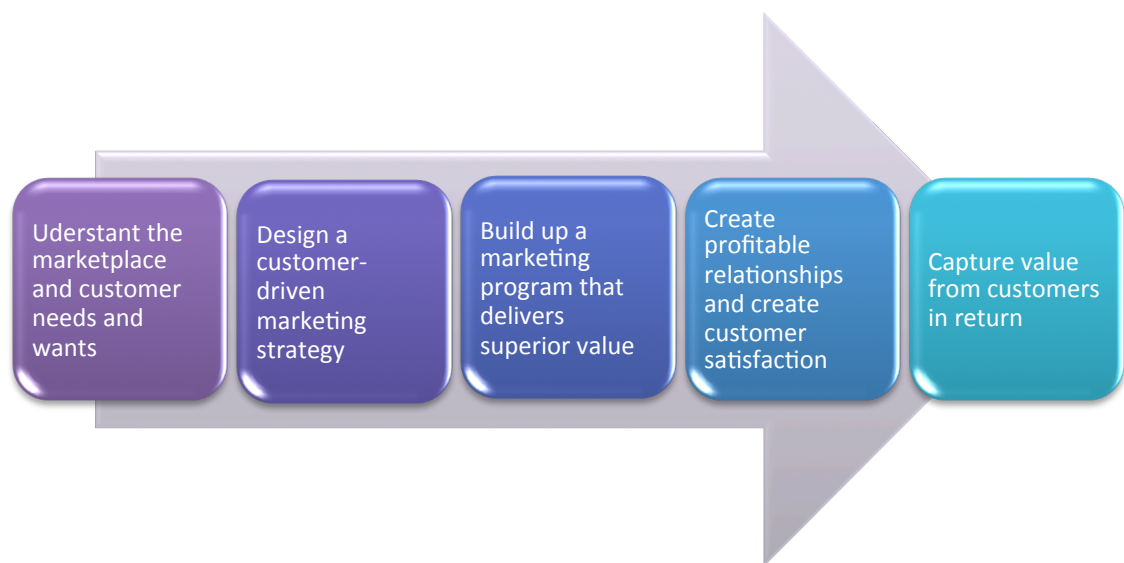 Uderstant the
marketplace
and customer
needs and
wants
Design a
customer-
driven
marketing
strategy
Build up a
marketing
program that
delivers
superior value
Create
profitable
relationships
and create
customer
satisfaction
Capture value
from customers
in return